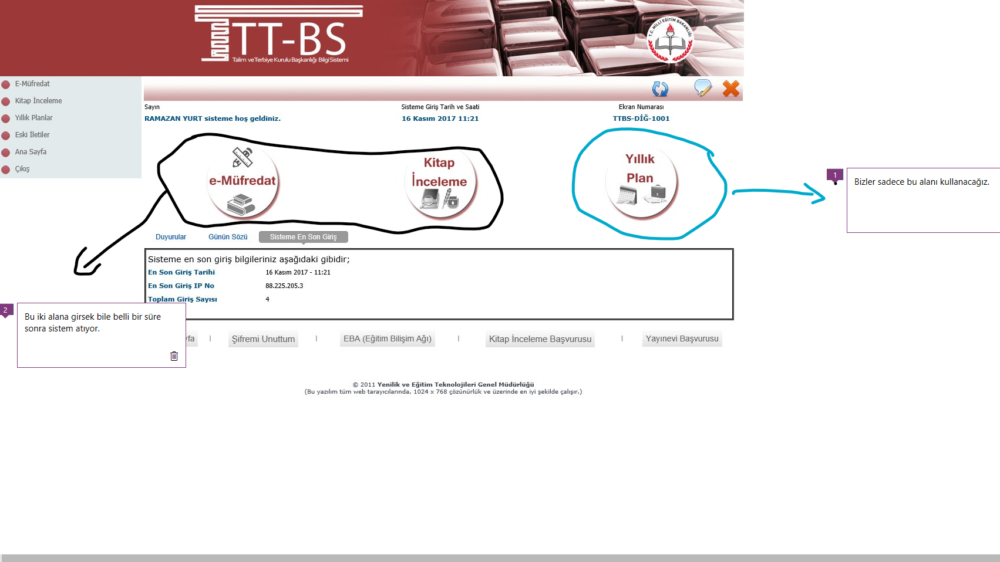 TT-BS
Talim ve Terbiye Kurulu Başkanlığı Bilgi Sistemi
T.C. MİLLİ EĞİTİM BAKANLIĞI
E-Müfredat
Kitap İnceleme
Yıllık Planlar
Eski İletiler
Ana Sayfa
Çıkış
Sayın
Sisteme Giriş Tarih ve Saati
Ekran Numarası
RAMAZAN YURT sisteme hoş geldiniz.
16 Kasım 2017 11:21
TTBS-DİĞ-1001
e-Müfredat
Kitap
İnceleme
Yıllık
Plan
1
Bizler sadece bu alanı kullanacağız.
Duyurular
Günün Sözü
Sisteme En Son Giriş
Sisteme en son giriş bilgileriniz aşağıdaki gibidir;
En Son Giriş Tarihi
16 Kasım 2017 - 11:21
En Son Giriş IP No
88.225.205.3
Toplam Giriş Sayısı
4
2
Bu iki alana girsek bile belli bir süre
sonra sistem atıyor.
yfa | Şifremi Unuttum | EBA (Eğitim Bilişim Ağı) | Kitap İnceleme Başvurusu | Yayınevi Başvurusu
© 2011 Yenilik ve Eğitim Teknolojileri Genel Müdürlüğü
(Bu yazılım tüm web tarayıcılarında, 1024 x 768 çözünürlük ve üzerinde en iyi şekilde çalışır.)